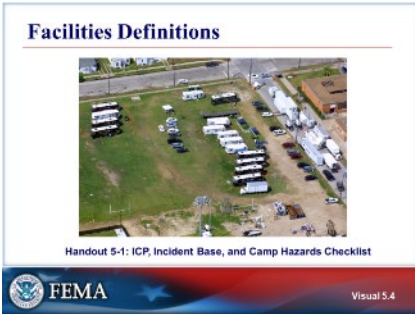 Facilities Definitions
Handout 5-1: ICP, Incident Base, and Camp Hazards Checklist
FEMA
Visual 5.4